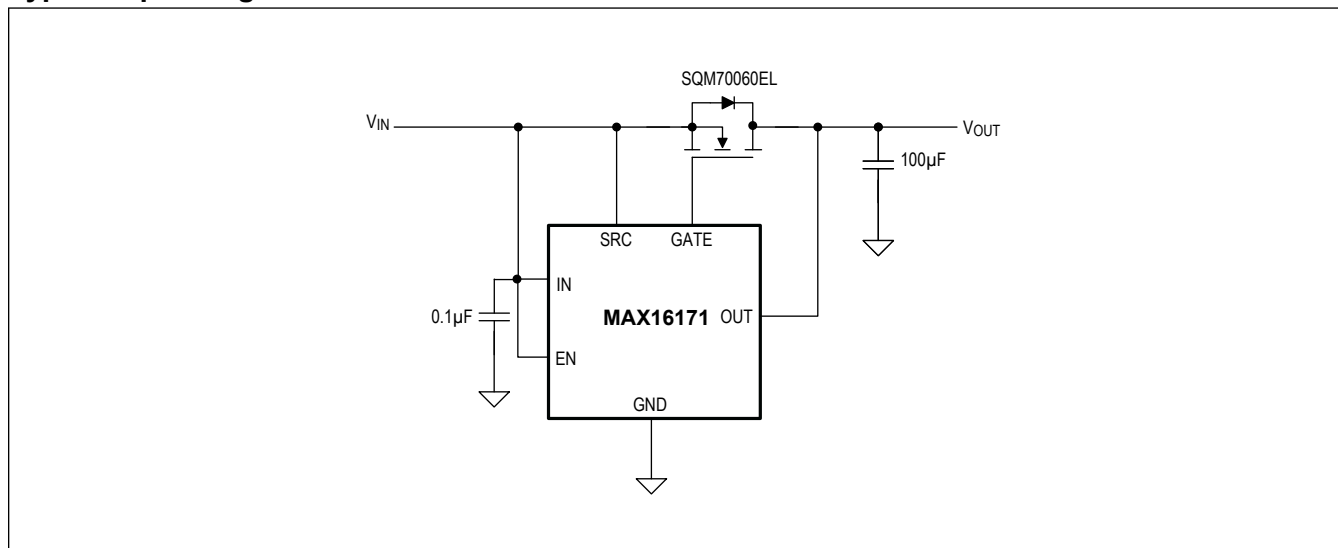 SQM70060EL
VIN
VOUT
100µF
SRC
GATE
IN
0.1µF
MAX16171
OUT
EN
GND